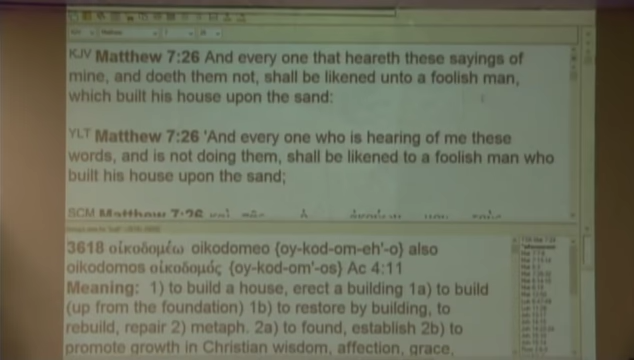 KJV Matthew 7:26 And every one that heareth these sayings of
mine, and doeth them not, shall be likened unto a foolish man,
which built his house upon the sand:
YLT Matthew 7:26 'And every one who is hearing of me these
words, and is not doing them, shall be likened to a foolish man who
built his house upon the sand;
SCM Matthew 7:26
3618 οἰκοδομέω oikodomeo {oy-kod-om-eh'-o} also
oikodomos οἰκοδομός {oy-kod-om'-os} Ac 4:11
Meaning: 1) to build a house, erect a building 1a) to build
(up from the foundation) 1b) to restore by building, to
rebuild, repair 2) metaph. 2a) to found, establish 2b) to
promote growth in Christian wisdom, affection, grace,